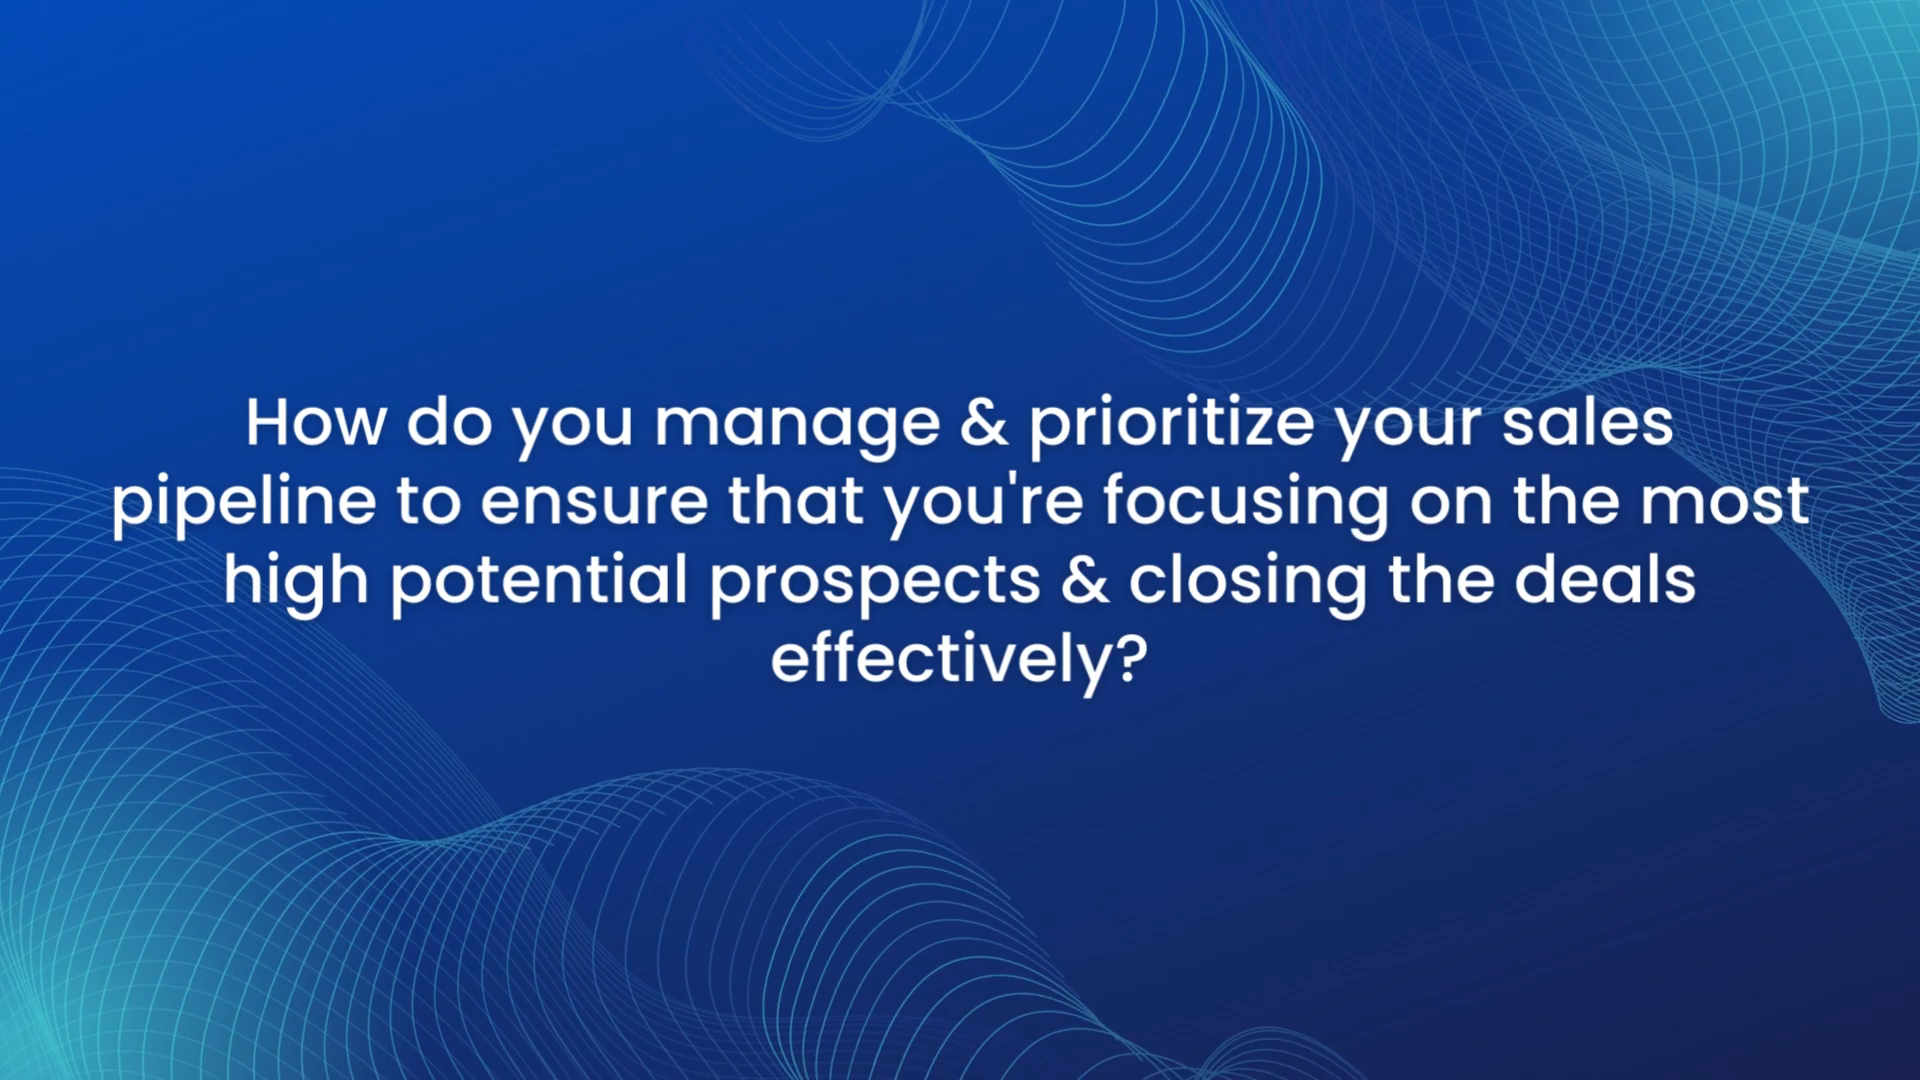 How do you manage & prioritize your sales
pipeline to ensure that you're focusing on the most
high potential prospects & closing the deals
effectively?